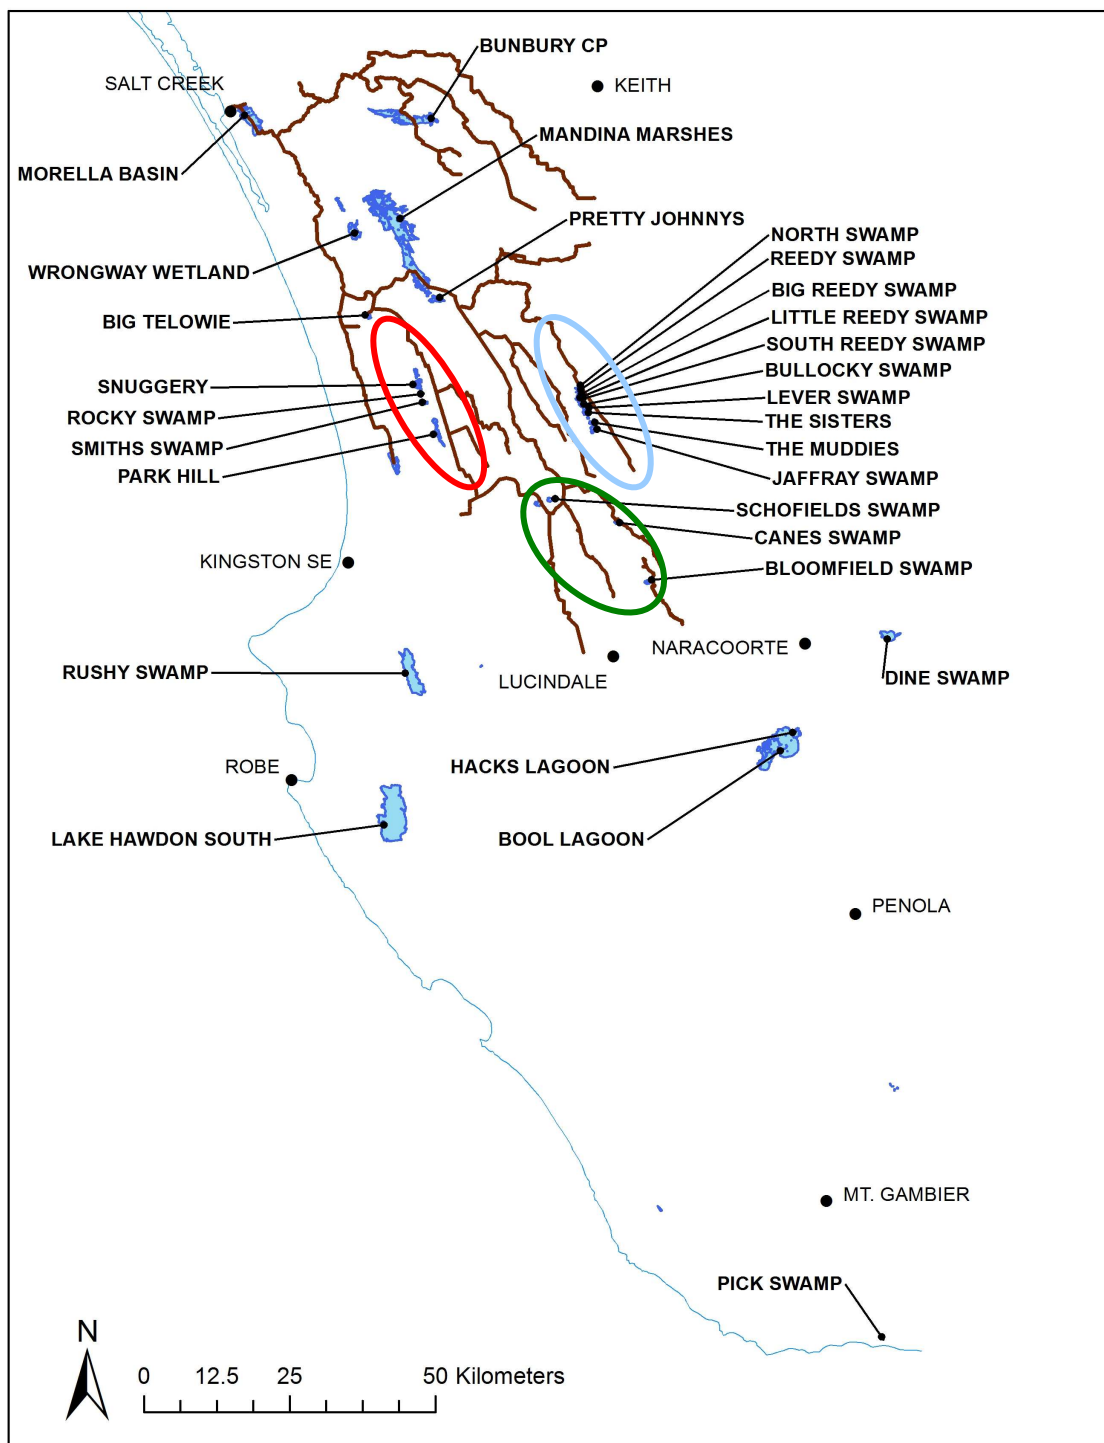 BUNBURY CP
SALT CREEK
KEITH
MANDINA MARSHES
MORELLA BASIN
PRETTY JOHNNYS
NORTH SWAMP
REEDY SWAMP
WRONGWAY WETLAND
BIG REEDY SWAMP
BIG TELOWIE
LITTLE REEDY SWAMP
SOUTH REEDY SWAMP
BULLOCKY SWAMP
SNUGGERY
LEVER SWAMP
ROCKY SWAMP
THE SISTERS
SMITHS SWAMP
THE MUDDIES
PARK HILL
JAFFRAY SWAMP
SCHOFIELDS SWAMP
CANES SWAMP
KINGSTON SE
BLOOMFIELD SWAMP
NARACOORTE
RUSHY SWAMP
LUCINDALE
DINE SWAMP
ROBE
HACKS LAGOON
LAKE HAWDON SOUTH
BOOL LAGOON
PENOLA
MT. GAMBIER
PICK SWAMP
N
0 12.5 25 50 Kilometers